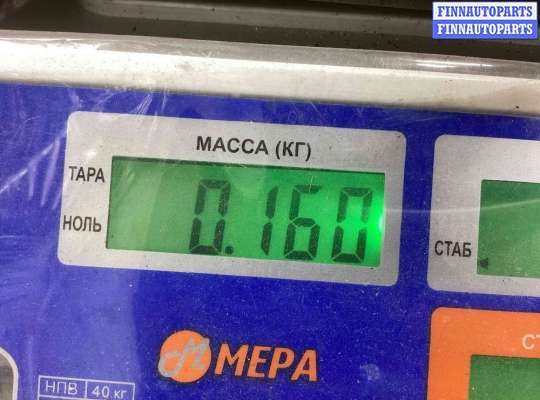 FINNAUTOPARTS
FINNAUTOPARTS
МАССА (КГ)
ТАРА
0.160
НОЛЬ
СТАБ
МЕРА
НПВ 40 кг